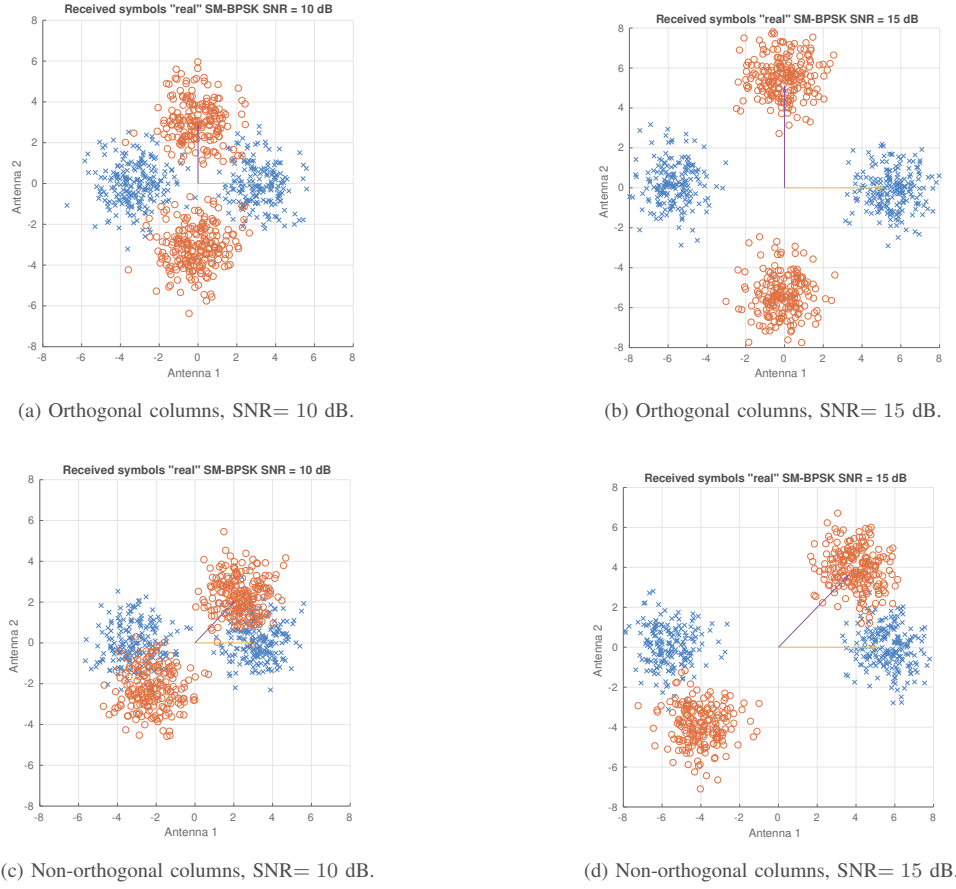 Received symbols "real" SM-BPSK SNR = 10 dB
8
6
4
2
0
-2
-4
-6
-8
Antenna 2
-8 -6 -4 -2 0 2 4 6 8
Antenna 1
(a) Orthogonal columns, SNR= 10 dB.
Received symbols "real" SM-BPSK SNR = 15 dB
8
6
4
2
0
-2
-4
-6
-8
Antenna 2
-8 -6 -4 -2 0 2 4 6 8
Antenna 1
(b) Orthogonal columns, SNR= 15 dB.
Received symbols "real" SM-BPSK SNR = 10 dB
8
6
4
2
0
-2
-4
-6
-8
Antenna 2
-8 -6 -4 -2 0 2 4 6 8
Antenna 1
(c) Non-orthogonal columns, SNR= 10 dB.
Received symbols "real" SM-BPSK SNR = 15 dB
8
6
4
2
0
-2
-4
-6
-8
Antenna 2
-8 -6 -4 -2 0 2 4 6 8
Antenna 1
(d) Non-orthogonal columns, SNR= 15 dB.